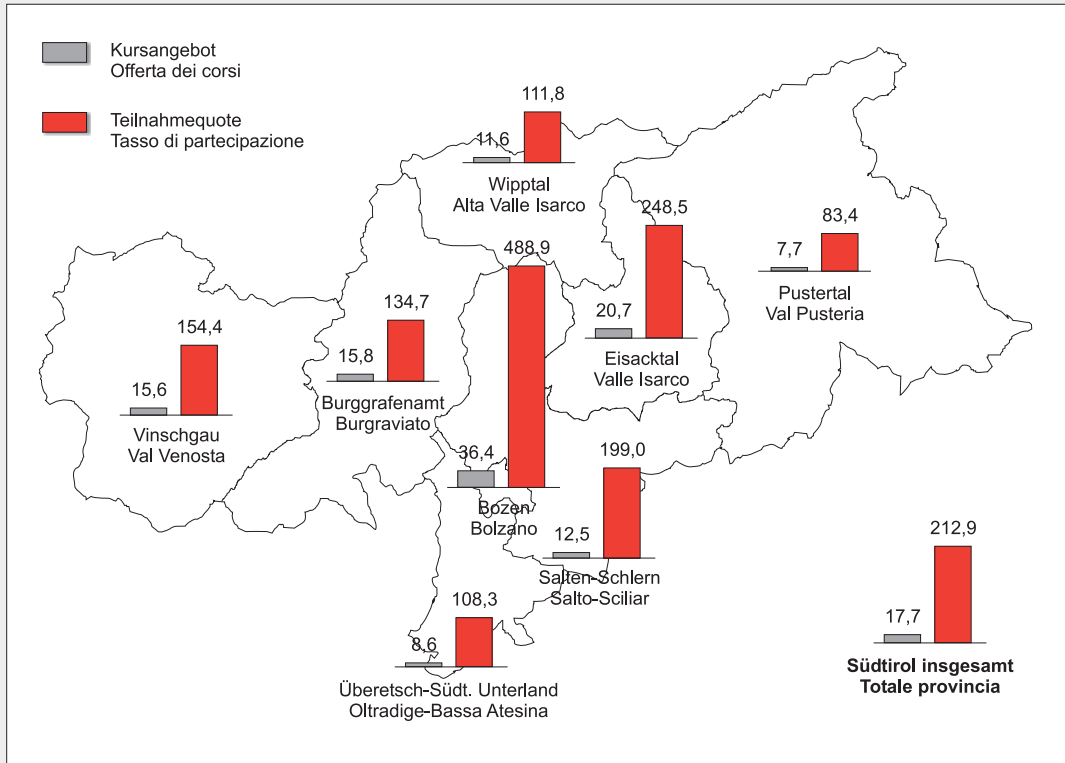 Kursangebot
Offerta dei corsi
Teilnahmequote
Tasso di partecipazione
111,8
11,6
Wipptal
Alta Valle Isarco
248,5
20,7
Eisacktal
Valle Isarco
83,4
7,7
Pustertal
Val Pusteria
488,9
36,4
Bozen
Bolzano
134,7
15,8
Burggrafenamt
Burgraviato
154,4
15,6
Vinschgau
Val Venosta
199,0
12,5
Salten-Schlern
Salto-Sciliar
108,3
8,6
Überetsch-Südt. Unterland
Oltradige-Bassa Atesina
212,9
17,7
Südtirol insgesamt
Totale provincia